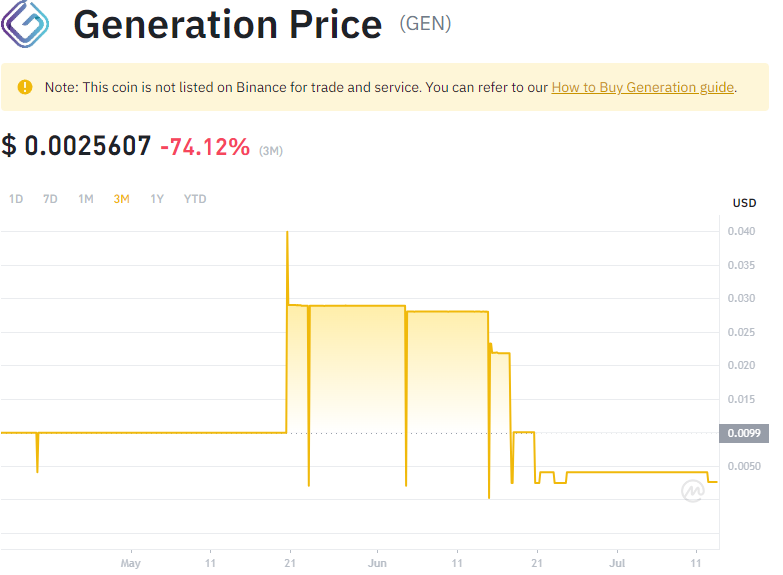 Generation Price (GEN)
Note: This coin is not listed on Binance for trade and service. You can refer to our How to Buy Generation guide.
$ 0.0025607 -74.12% (3M)
1D 7D 1M 3M 1Y YTD
USD
0.040
0.035
0.030
0.025
0.020
0.015
0.0099
0.0050
May 11 21 Jun 11 21 Jul 11